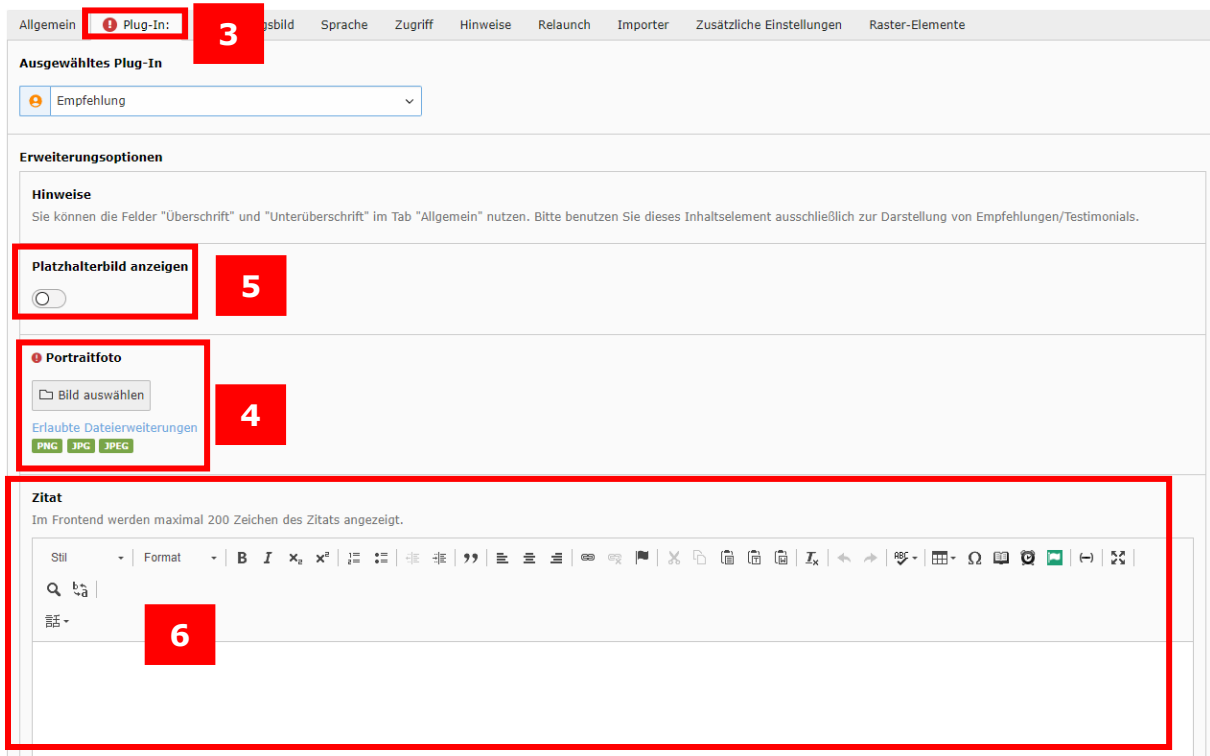 Allgemein Plug-In: 3 gsbild Sprache Zugriff Hinweise Relaunch Importer Zusätzliche Einstellungen Raster-Elemente
Ausgewähltes Plug-In
Empfehlung
Erweiterungsoptionen
Hinweise
Sie können die Felder "Überschrift" und "Unterüberschrift" im Tab "Allgemein" nutzen. Bitte benutzen Sie dieses Inhaltselement ausschließlich zur Darstellung von Empfehlungen/Testimonials.
Platzhalterbild anzeigen
5
Portraitfoto
Bild auswählen
4
Erlaubte Dateierweiterungen
PNG JPG JPEG
Zitat
Im Frontend werden maximal 200 Zeichen des Zitats angezeigt.
Stil Format B I x₂ x² Ω
話
6